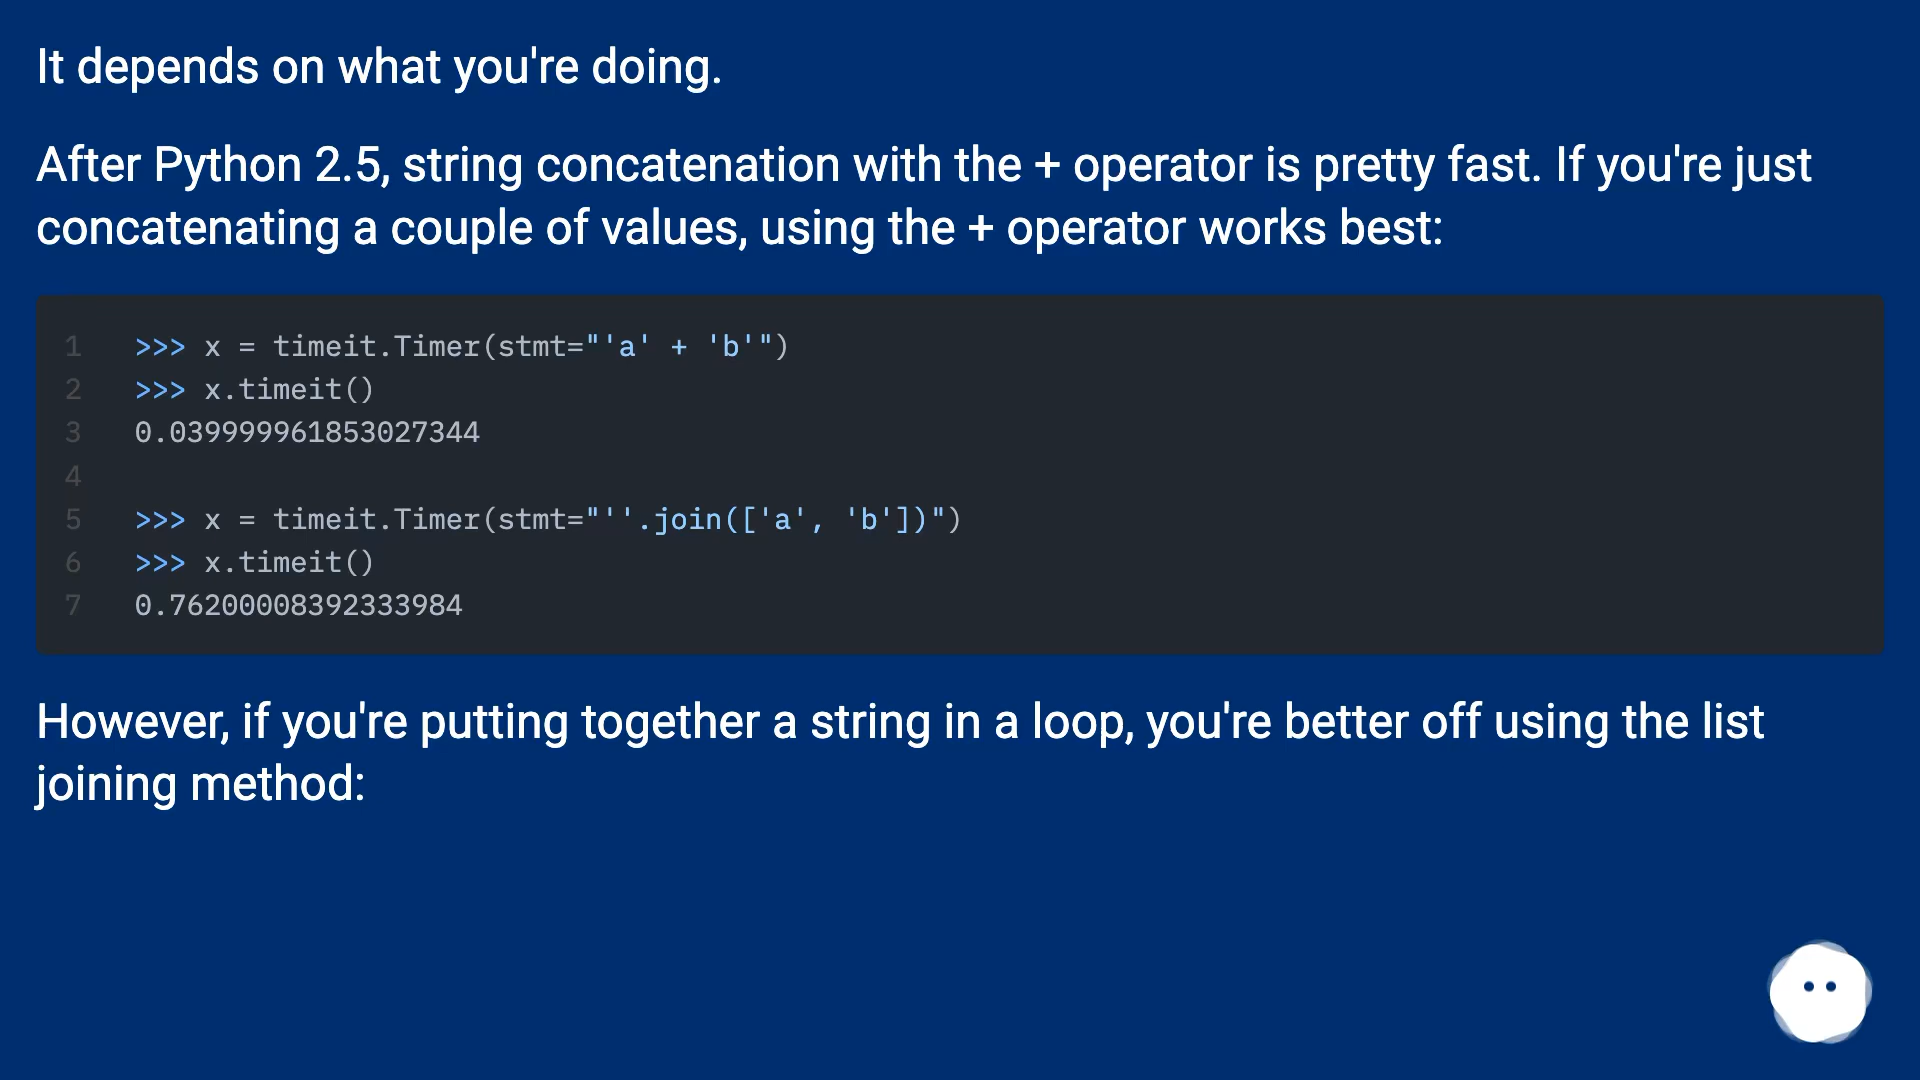 It depends on what you're doing.
After Python 2.5, string concatenation with the + operator is pretty fast. If you're just
concatenating a couple of values, using the + operator works best:
1 >>> x = timeit.Timer(stmt="'a' + 'b'")
2 >>> x.timeit()
3 0.039999961853027344
4
5 >>> x = timeit.Timer(stmt="''.join(['a', 'b'])")
6 >>> x.timeit()
7 0.76200008392333984
However, if you're putting together a string in a loop, you're better off using the list
joining method: